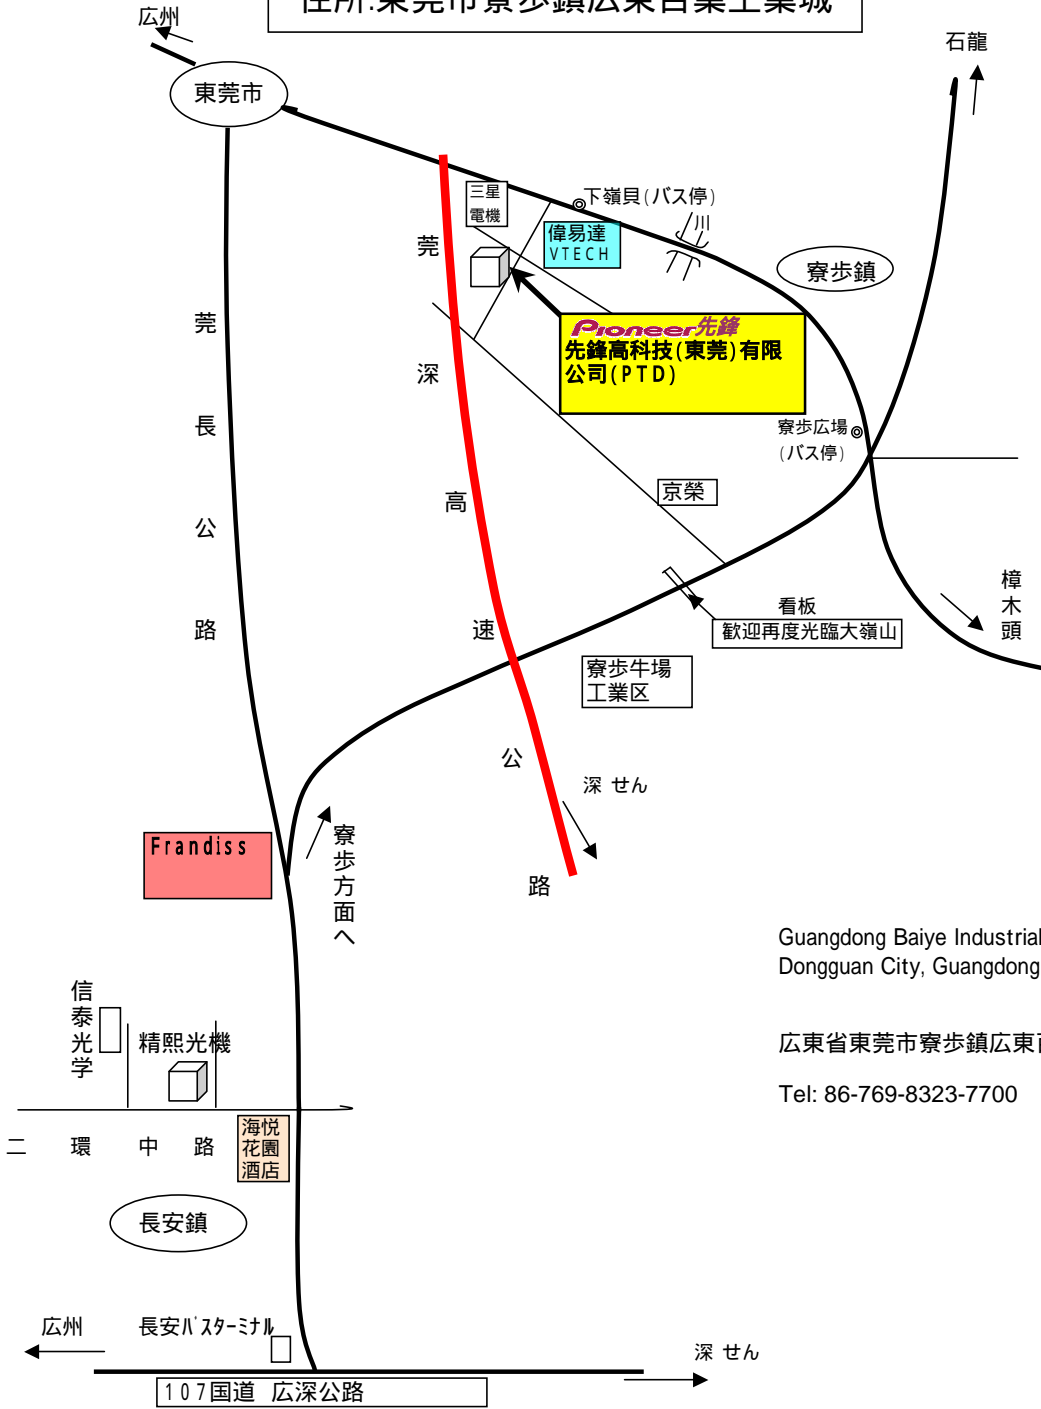 住所:東莞市寮歩鎮広東百業工業城
広州
石龍
東莞市
三星
電機
下嶺貝(バス停)
川
偉易達
VTECH
寮歩鎮
莞深高速公路
莞長公路
Pioneer先鋒
先鋒高科技(東莞)有限
公司(PTD)
寮歩広場
(バス停)
京榮
樟木頭
看板
歓迎再度光臨大嶺山
寮歩牛場
工業区
深せん
Frandiss
寮歩方面へ
Guangdong Baiye Industrial
Dongguan City, Guangdong
広東省東莞市寮歩鎮広東
Tel: 86-769-8323-7700
信泰光学
精熙光機
二環中路
海悦
花園
酒店
長安鎮
広州
長安バスターミナル
深せん
107国道 広深公路